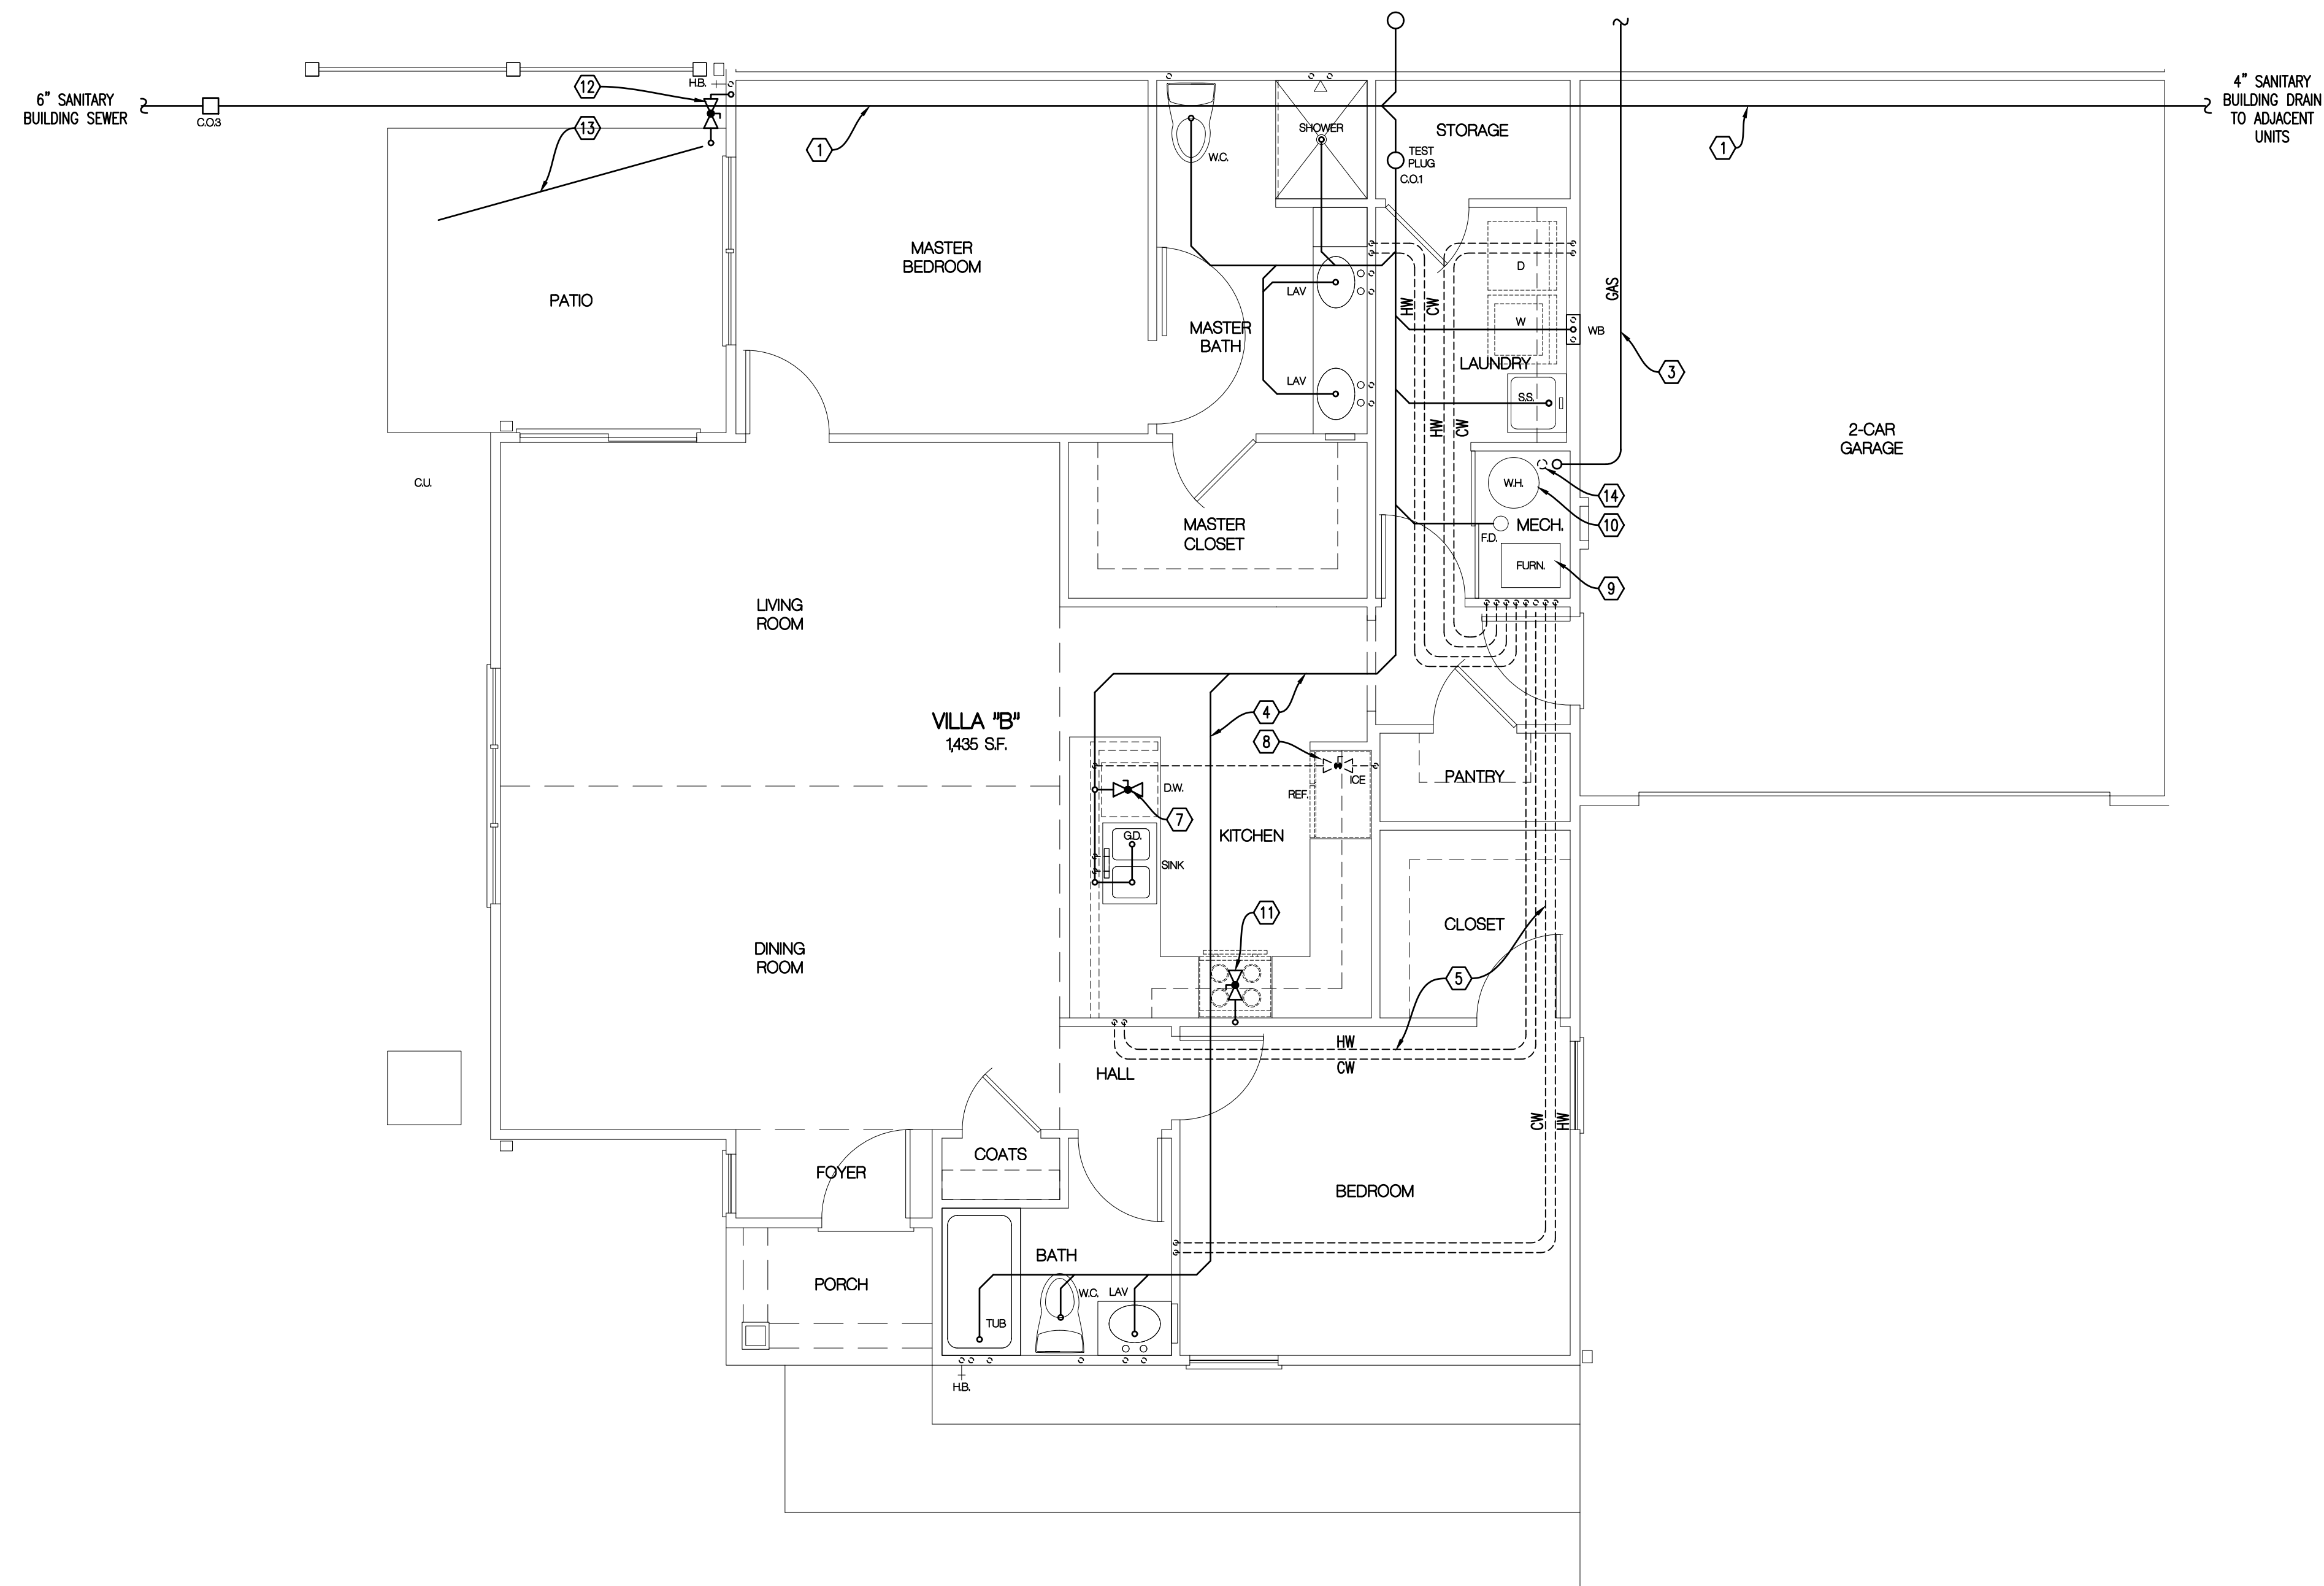 6" SANITARY
BUILDING SEWER
C.O.3
12
H.B.
13
1
W.C.
SHOWER
STORAGE
TEST
PLUG
C.O.1
1
4" SANITARY
BUILDING DRAIN
TO ADJACENT
UNITS
PATIO
MASTER
BEDROOM
MASTER
BATH
LAV
LAV
HW
CW
HW
CW
D
W
WB
LAUNDRY
S.S.
GAS
3
2-CAR
GARAGE
C.U.
MASTER
CLOSET
W.H.
MECH.
F.D.
FURN.
14
10
9
LIVING
ROOM
VILLA "B"
1,435 S.F.
4
8
ICE
REF.
PANTRY
D.W.
7
G.D.
SINK
KITCHEN
11
CLOSET
5
DINING
ROOM
HW
CW
HALL
CW
HW
COATS
FOYER
BEDROOM
BATH
PORCH
W.C.
LAV
TUB
H.B.